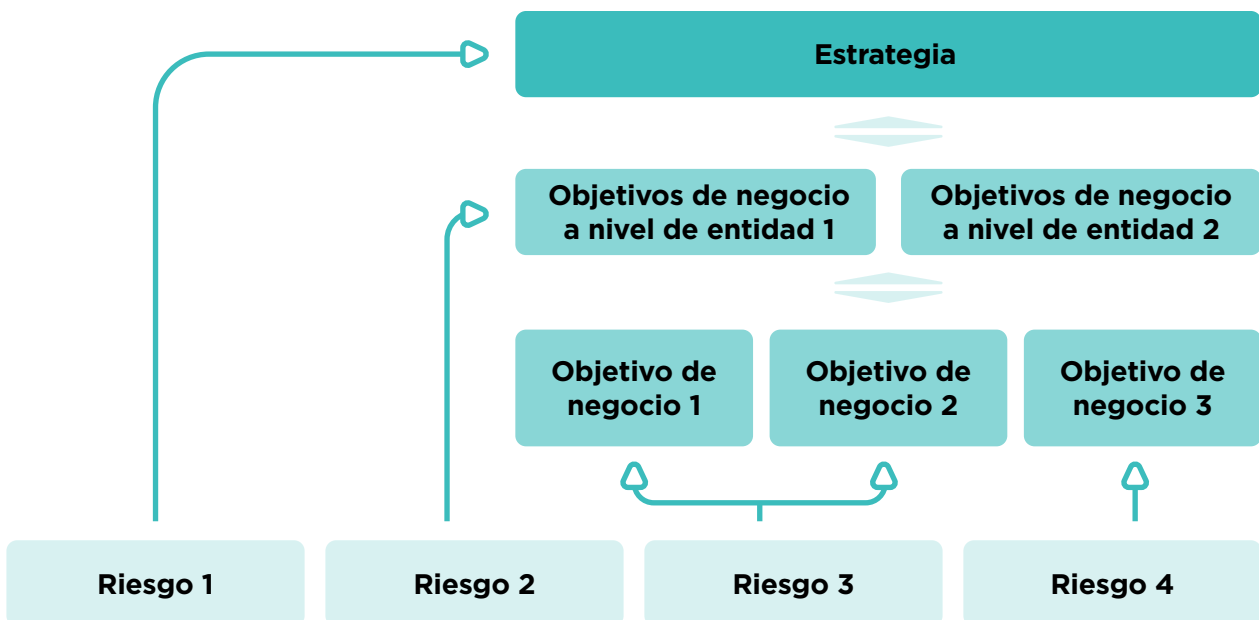 Estrategia
Objetivos de negocio
a nivel de entidad 1
Objetivos de negocio
a nivel de entidad 2
Objetivo de
negocio 1
Objetivo de
negocio 2
Objetivo de
negocio 3
Riesgo 1
Riesgo 2
Riesgo 3
Riesgo 4